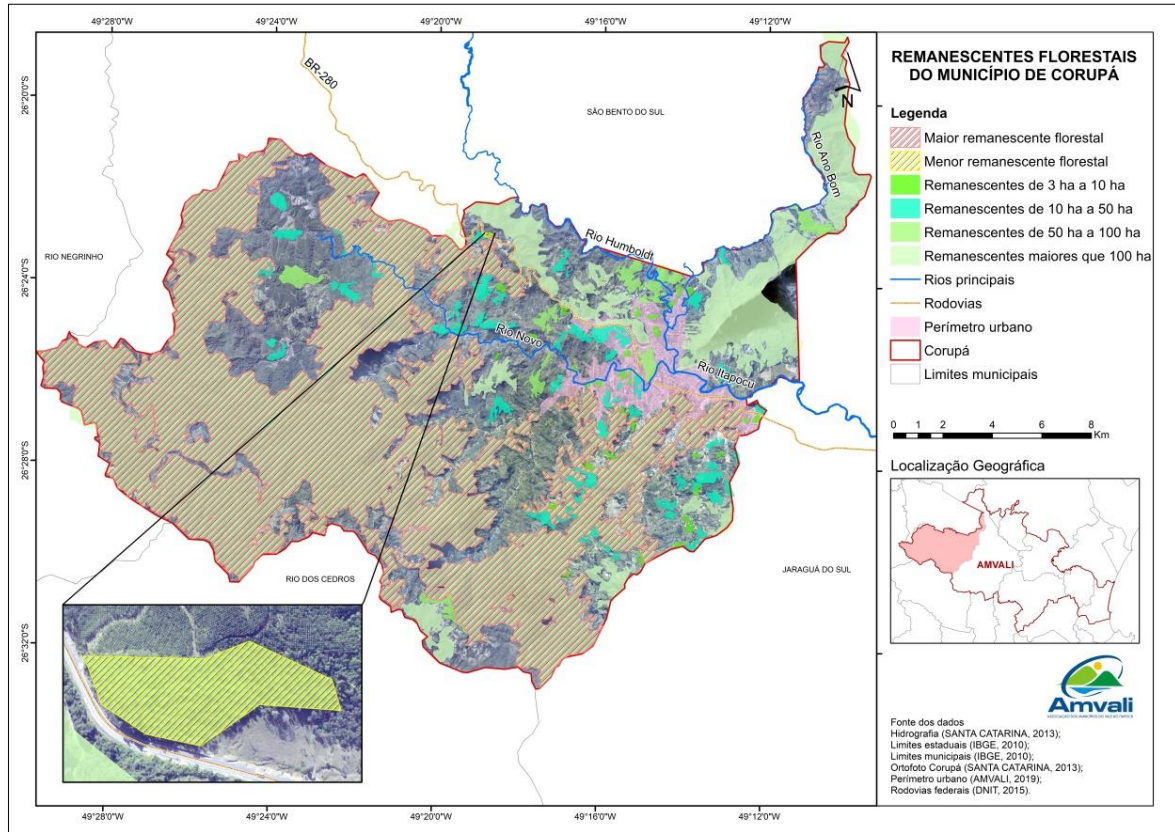 49°28'0"W
49°24'0"W
49°20'0"W
49°16'0"W
49°12'0"W
26°20'0"S
26°24'0"S
26°28'0"S
26°32'0"S
BR-280
SÃO BENTO DO SUL
Rio Ano Bom
Rio Humboldt
RIO NEGRINHO
Rio Novo
Rio Itapocu
RIO DOS CEDROS
JARAGUÁ DO SUL
49°28'0"W
49°24'0"W
49°20'0"W
49°16'0"W
49°12'0"W
N
REMANESCENTES FLORESTAIS
DO MUNICÍPIO DE CORUPÁ
Legenda
Maior remanescente florestal
Menor remanescente florestal
Remanescentes de 3 ha a 10 ha
Remanescentes de 10 ha a 50 ha
Remanescentes de 50 ha a 100 ha
Remanescentes maiores que 100 ha
Rios principais
Rodovias
Perímetro urbano
Corupá
Limites municipais
0 2 4 6 8
Km
Localização Geográfica
AMVALI
Amvali
ASSOCIAÇÃO DOS MUNICÍPIOS DO VALE DO ITAPOCU
Fonte dos dados
Hidrografia (SANTA CATARINA, 2013);
Limites estaduais (IBGE, 2010);
Limites municipais (IBGE, 2010);
Ortofoto Corupá (SANTA CATARINA, 2013);
Perímetro urbano (AMVALI, 2019);
Rodovias federais (DNIT, 2015).